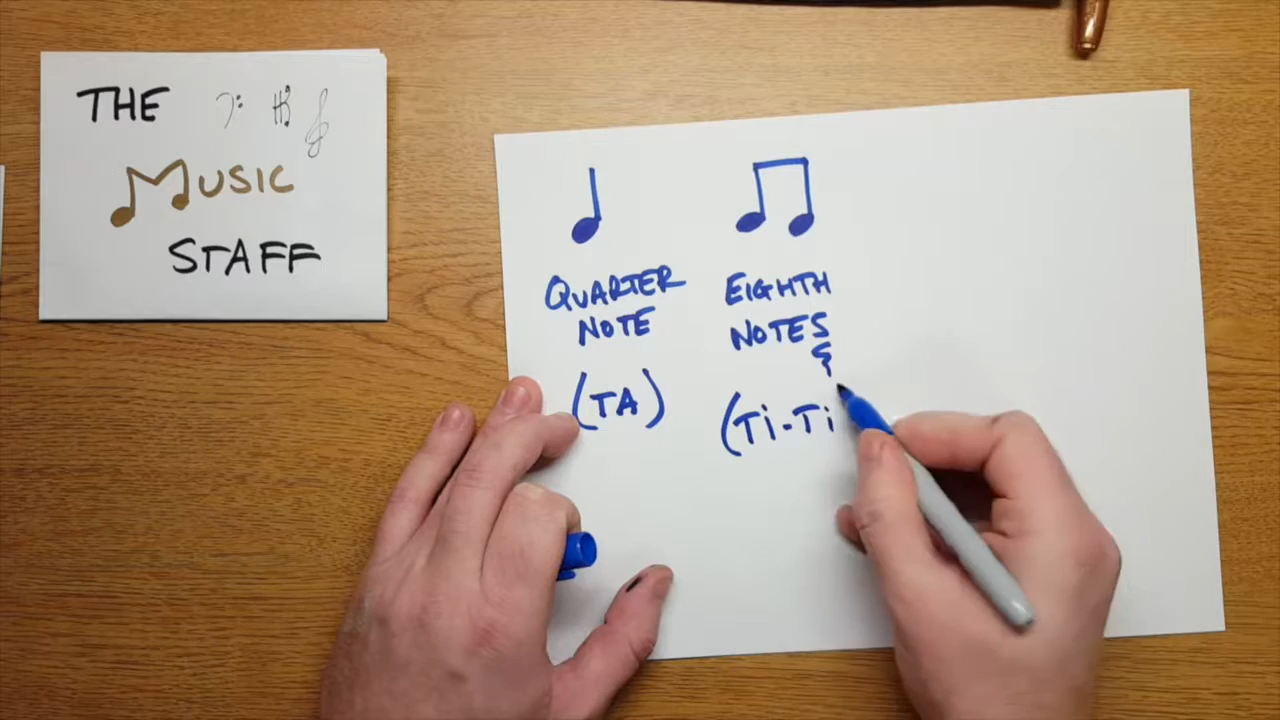 THE
MUSIC
STAFF
QUARTER
NOTE
(TA)
EIGHTH
NOTES
(Ti-Ti